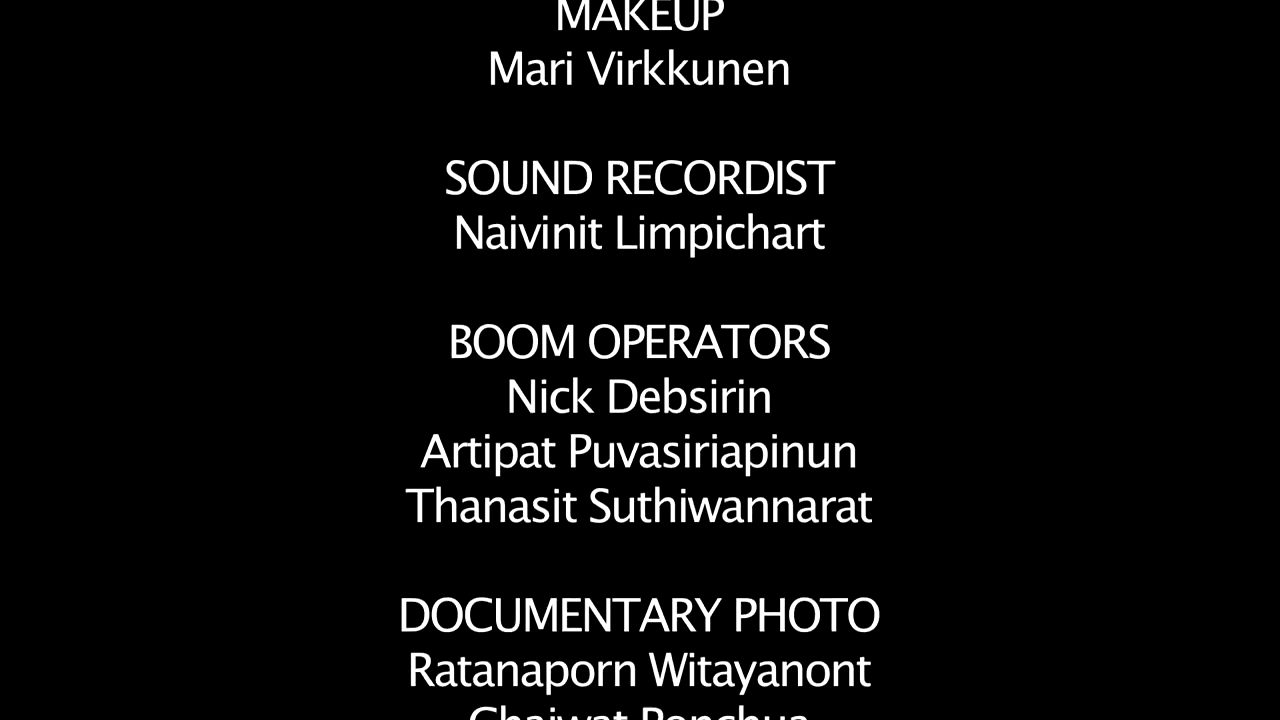 MAKEUP
Mari Virkkunen
SOUND RECORDIST
Naivinit Limpichart
BOOM OPERATORS
Nick Debsirin
Artipat Puvasiriapinun
Thanasit Suthiwannarat
DOCUMENTARY PHOTO
Ratanaporn Witayanont